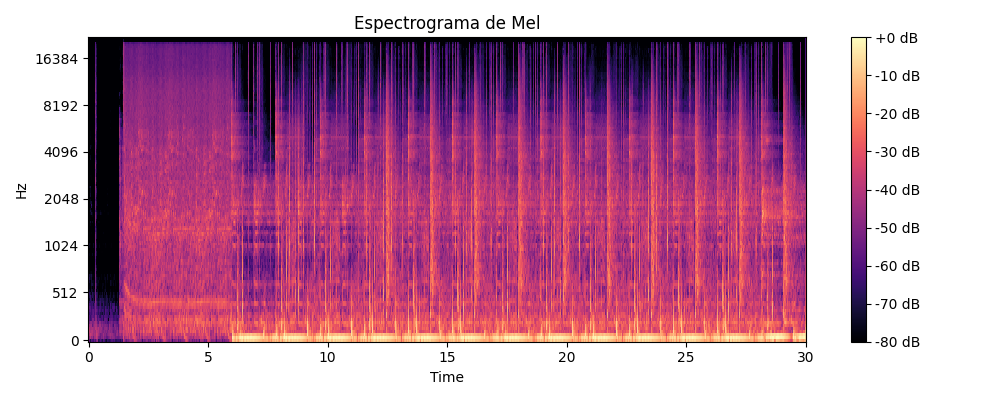 Espectrograma de Mel
Hz
16384
8192
4096
2048
1024
512
0
0 5 10 15 20 25 30
Time
+0 dB
-10 dB
-20 dB
-30 dB
-40 dB
-50 dB
-60 dB
-70 dB
-80 dB